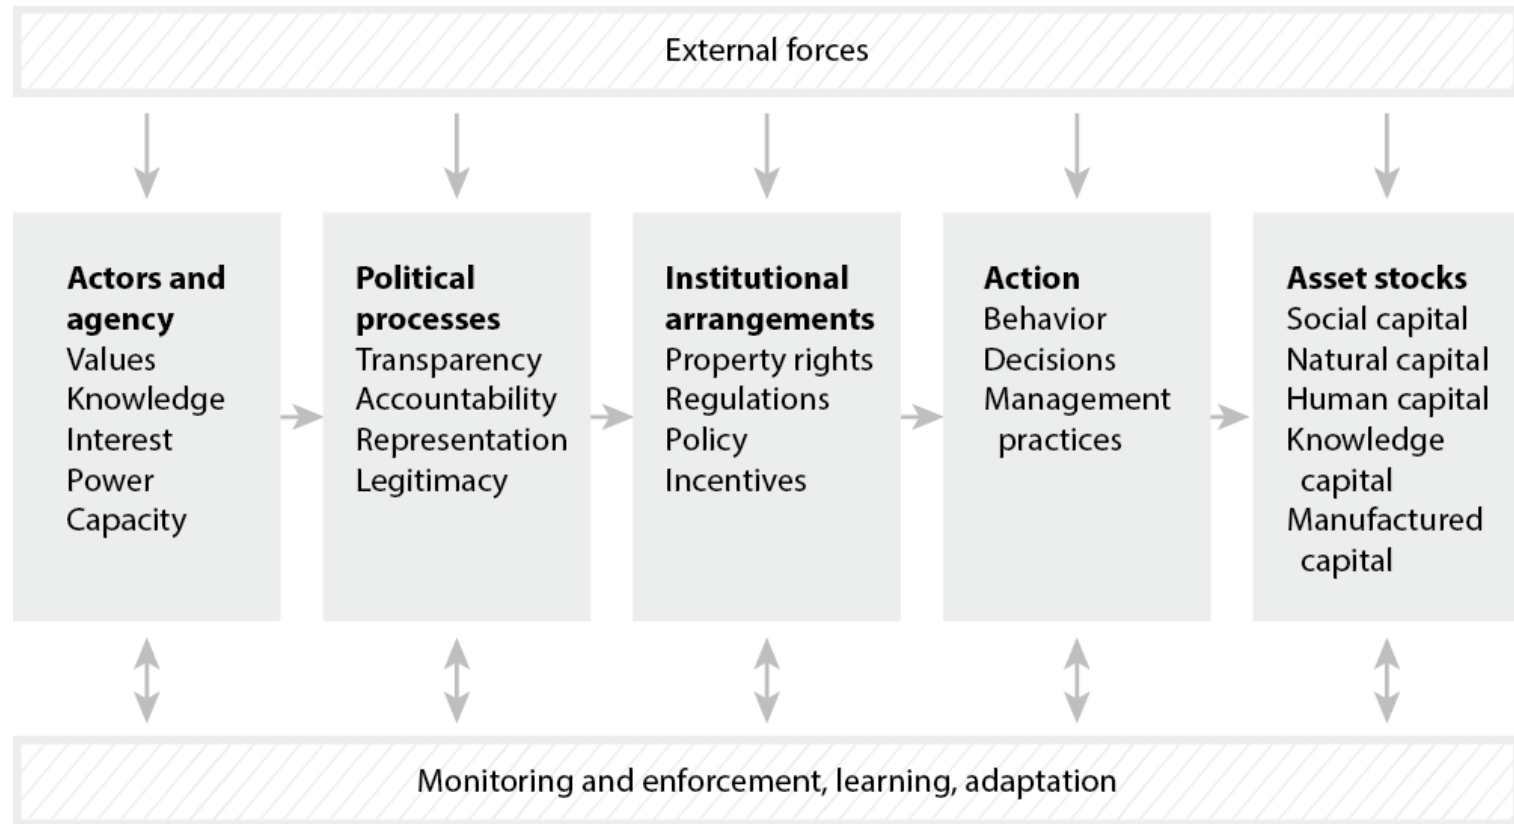 External forces
Actors and
agency
Values
Knowledge
Interest
Power
Capacity
Political
processes
Transparency
Accountability
Representation
Legitimacy
Institutional
arrangements
Property rights
Regulations
Policy
Incentives
Action
Behavior
Decisions
Management
practices
Asset stocks
Social capital
Natural capital
Human capital
Knowledge
capital
Manufactured
capital
Monitoring and enforcement, learning, adaptation